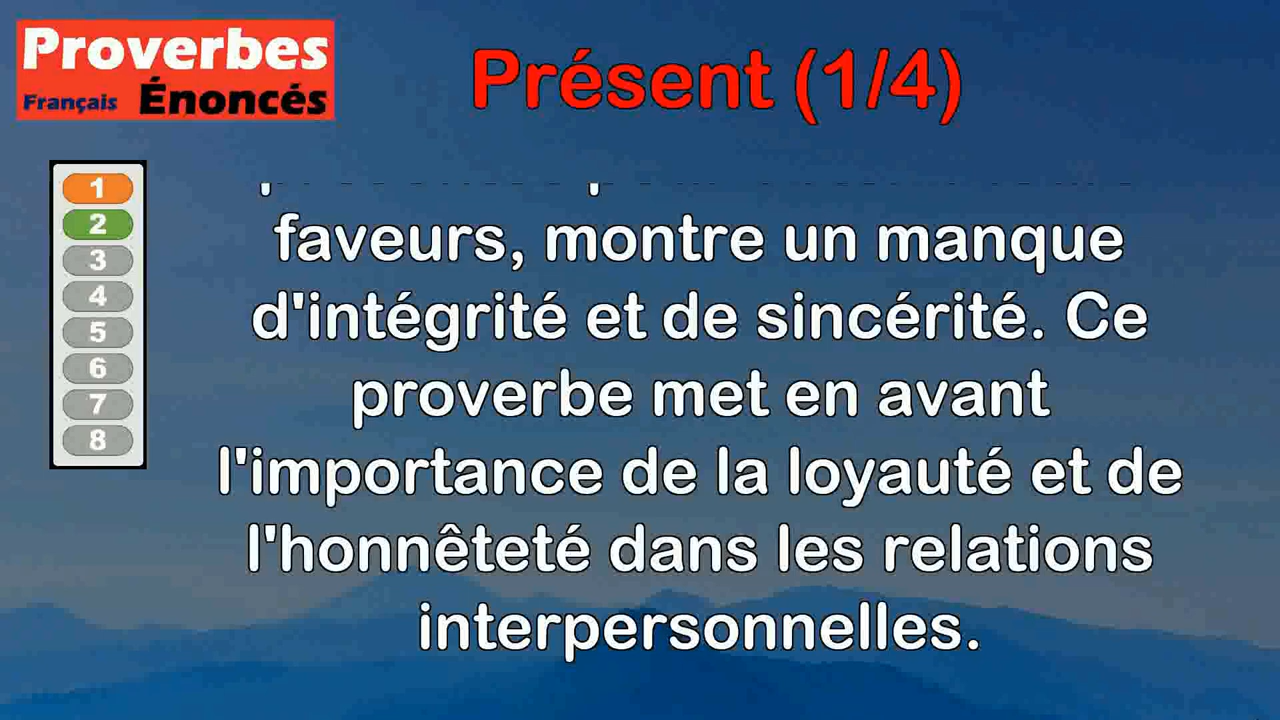 Proverbes
Français Énoncés
Présent (1/4)
1
2
3
4
5
6
7
8
faveurs, montre un manque
d'intégrité et de sincérité. Ce
proverbe met en avant
l'importance de la loyauté et de
l'honnêteté dans les relations
interpersonnelles.